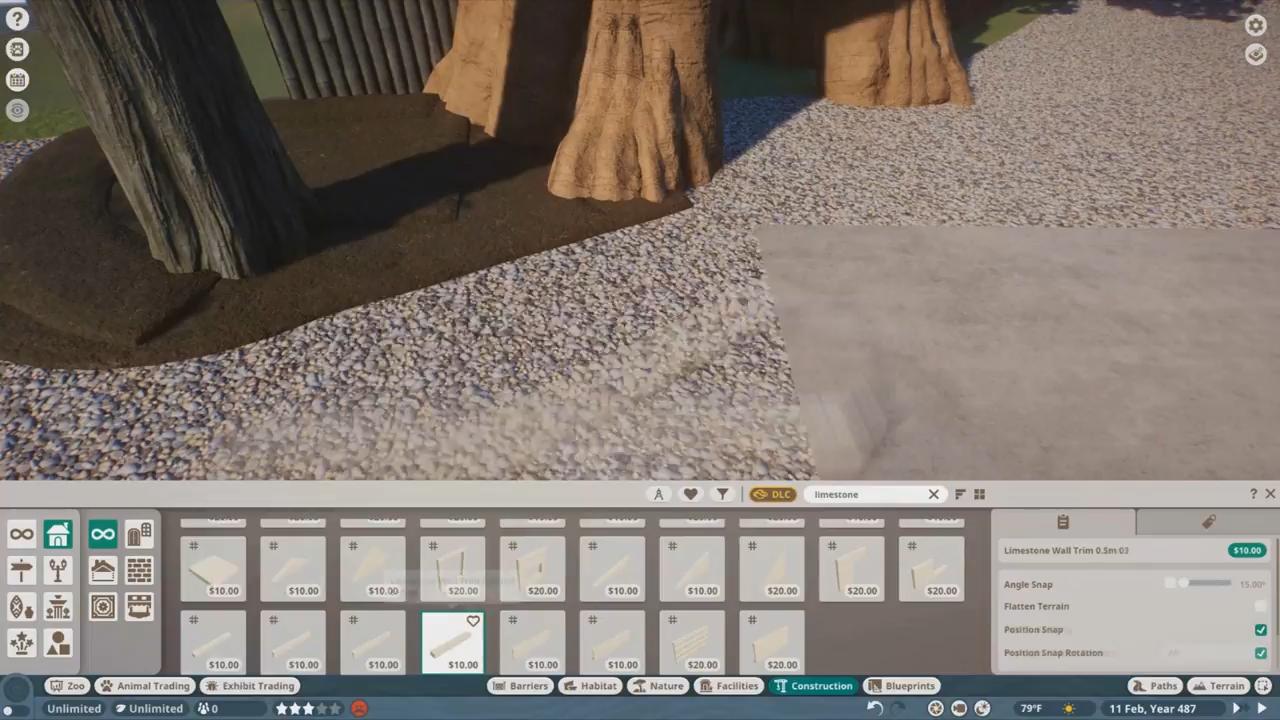 DLC
limestone
?
Limestone Wall Trim 0.5m 03
$10.00
Angle Snap
15.00°
Flatten Terrain
Position Snap
Position Snap Rotation
# $10.00
# $10.00
# $10.00
# $20.00
# $20.00
# $10.00
# $10.00
# $10.00
# $20.00
# $20.00
# $10.00
# $10.00
# $10.00
$10.00
# $10.00
# $10.00
# $20.00
# $20.00
Zoo
Animal Trading
Exhibit Trading
Barriers
Habitat
Nature
Facilities
Construction
Blueprints
Paths
Terrain
Unlimited
Unlimited
0
79°F
11 Feb, Year 487